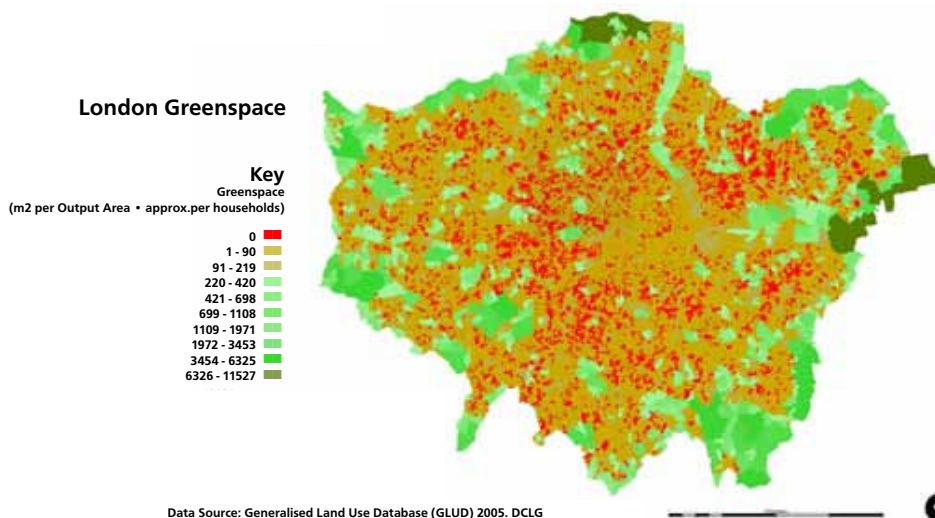 London Greenspace
Key
Greenspace
(m2 per Output Area • approx.per households)
0
1 - 90
91 - 219
220 - 420
421 - 698
699 - 1108
1109 - 1971
1972 - 3453
3454 - 6325
6326 - 11527
Data Source: Generalised Land Use Database (GLUD) 2005. DCLG